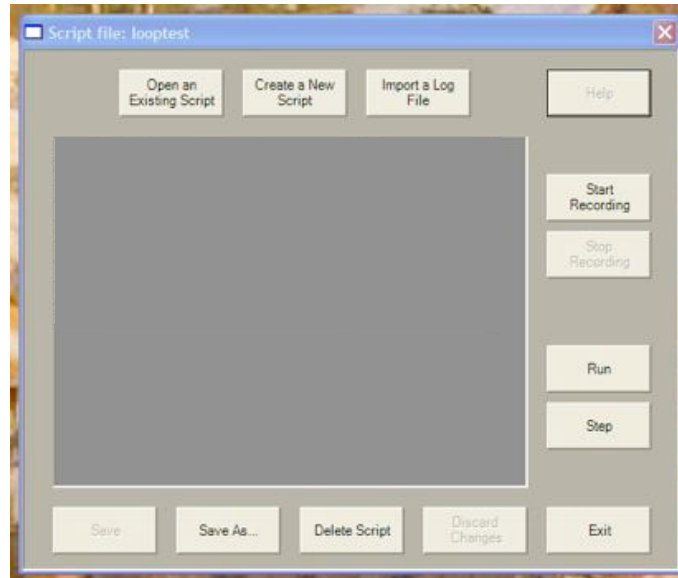 Script file: looptest
Open an
Existing Script
Create a New
Script
Import a Log
File
Help
Start
Recording
Stop
Recording
Run
Step
Save
Save As...
Delete Script
Discard
Changes
Exit